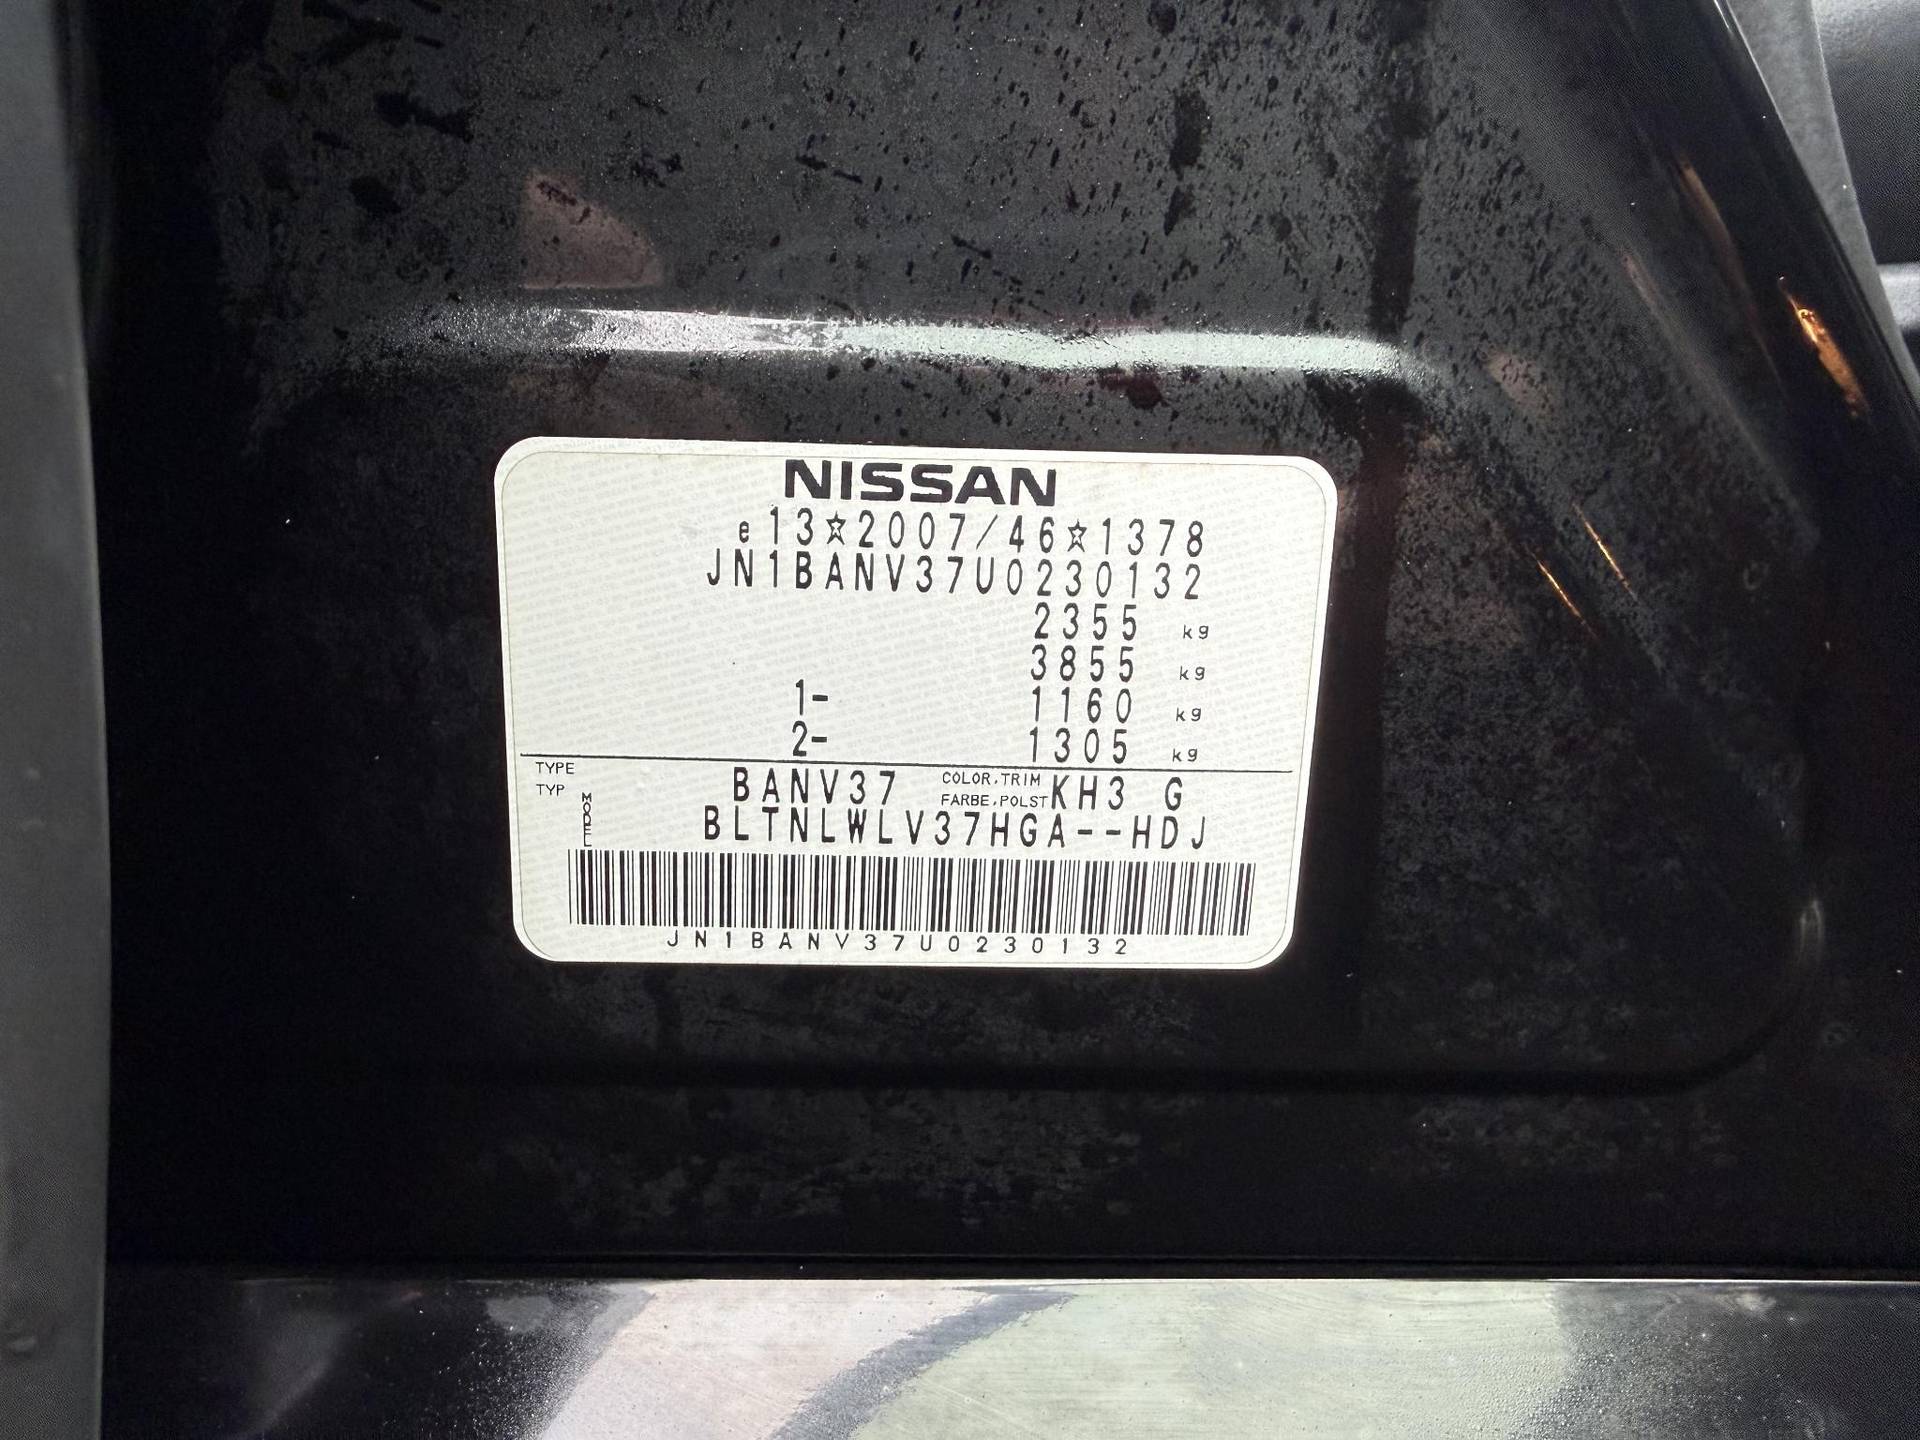 NISSAN
e13☆2007/46☆1378
JN1BANV37U0230132
2355 kg
3855 kg
1- 1160 kg
2- 1305 kg
TYPE BANV37 COLOR,TRIM KH3 G
TYP FARBE,POLST
MODEL BLTNLWLV37HGA--HDJ
JN1BANV37U0230132